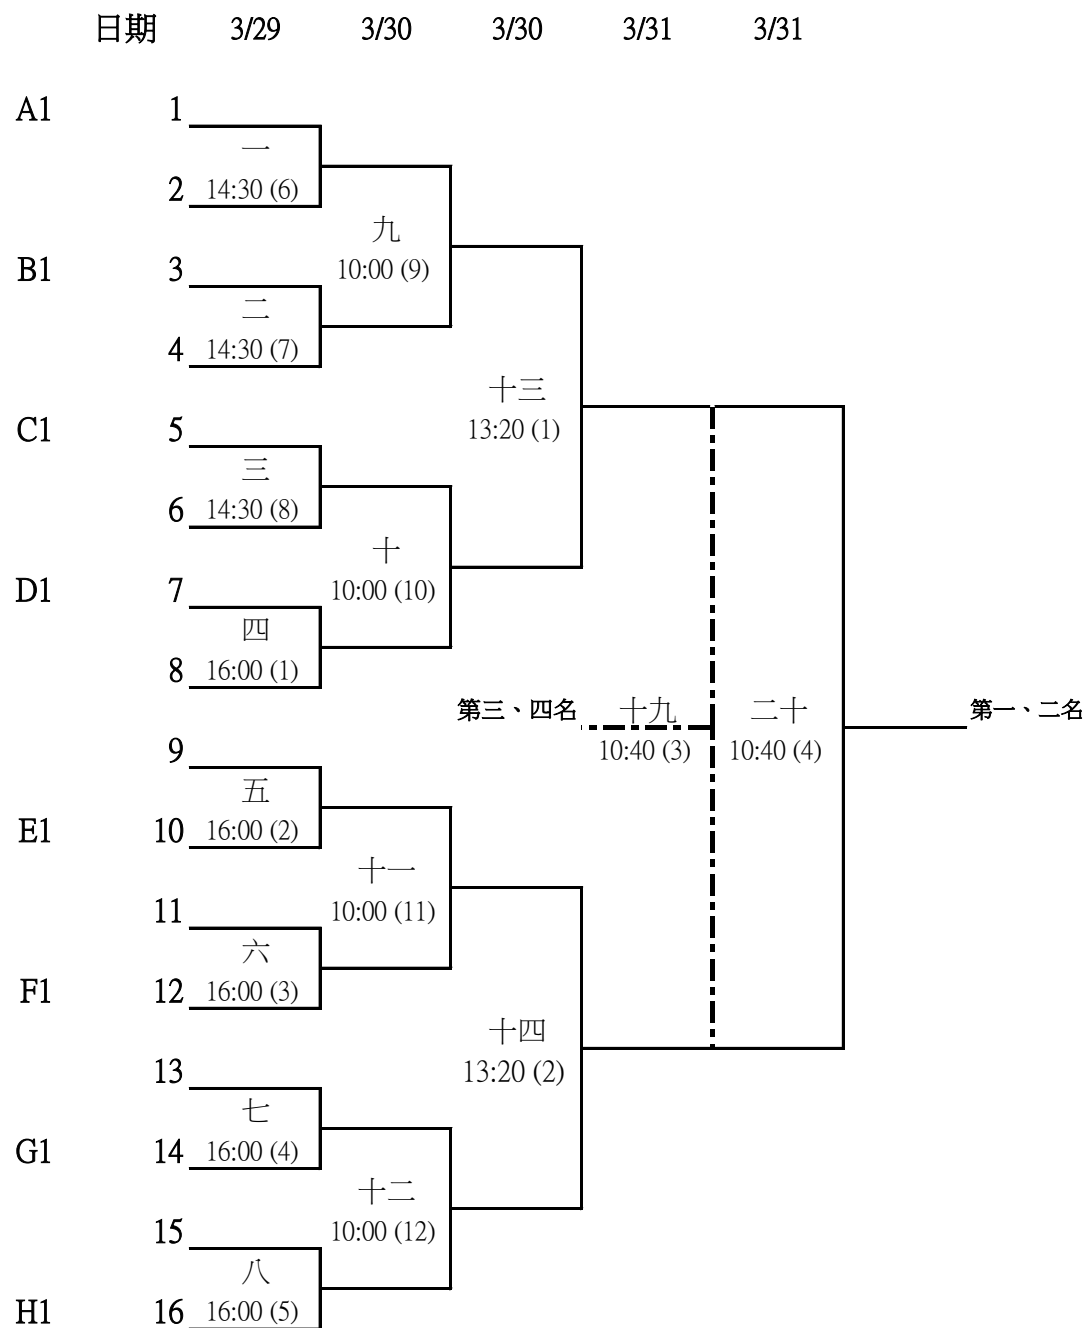 日期 3/29 3/30 3/30 3/31 3/31
A1 1
一
2 14:30 (6)
九
B1 3 10:00 (9)
二
4 14:30 (7)
十三
C1 5 13:20 (1)
三
6 14:30 (8)
十
D1 7 10:00 (10)
四
8 16:00 (1)
第三、四名 十九 二十 第一、二名
9 10:40 (3) 10:40 (4)
五
E1 10 16:00 (2)
十一
11 10:00 (11)
六
F1 12 16:00 (3)
十四
13 13:20 (2)
七
G1 14 16:00 (4)
十二
15 10:00 (12)
八
H1 16 16:00 (5)